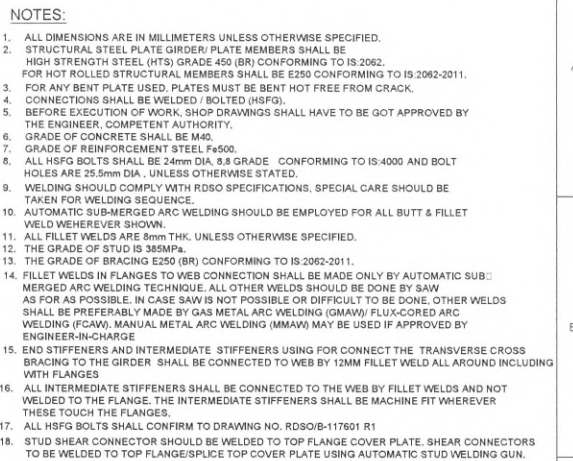 NOTES:
1. ALL DIMENSIONS ARE IN MILLIMETERS UNLESS OTHERWISE SPECIFIED.
2. STRUCTURAL STEEL PLATE GIRDER/ PLATE MEMBERS SHALL BE
HIGH STRENGTH STEEL (HTS) GRADE 450 (BR) CONFORMING TO IS:2062.
FOR HOT ROLLED STRUCTURAL MEMBERS SHALL BE E250 CONFORMING TO IS:2062-2011.
3. FOR ANY BENT PLATE USED, PLATES MUST BE BENT HOT FREE FROM CRACK.
4. CONNECTIONS SHALL BE WELDED / BOLTED (HSFG).
5. BEFORE EXECUTION OF WORK, SHOP DRAWINGS SHALL HAVE TO BE GOT APPROVED BY
THE ENGINEER, COMPETENT AUTHORITY.
6. GRADE OF CONCRETE SHALL BE M40.
7. GRADE OF REINFORCEMENT STEEL Fe500.
8. ALL HSFG BOLTS SHALL BE 24mm DIA, 8.8 GRADE CONFORMING TO IS:4000 AND BOLT
HOLES ARE 25.5mm DIA , UNLESS OTHERWISE STATED.
9. WELDING SHOULD COMPLY WITH RDSO SPECIFICATIONS, SPECIAL CARE SHOULD BE
TAKEN FOR WELDING SEQUENCE.
10. AUTOMATIC SUB-MERGED ARC WELDING SHOULD BE EMPLOYED FOR ALL BUTT & FILLET
WELD WEHEREVER SHOWN.
11. ALL FILLET WELDS ARE 8mm THK. UNLESS OTHERWISE SPECIFIED.
12. THE GRADE OF STUD IS 385MPa.
13. THE GRADE OF BRACING E250 (BR) CONFORMING TO IS:2062-2011.
14. FILLET WELDS IN FLANGES TO WEB CONNECTION SHALL BE MADE ONLY BY AUTOMATIC SUB□
MERGED ARC WELDING TECHNIQUE. ALL OTHER WELDS SHOULD BE DONE BY SAW
AS FOR AS POSSIBLE. IN CASE SAW IS NOT POSSIBLE OR DIFFICULT TO BE DONE, OTHER WELDS
SHALL BE PREFERABLY MADE BY GAS METAL ARC WELDING (GMAW)/ FLUX-CORED ARC
WELDING (FCAW). MANUAL METAL ARC WELDING (MMAW) MAY BE USED IF APPROVED BY
ENGINEER-IN-CHARGE
15. END STIFFENERS AND INTERMEDIATE STIFFENERS USING FOR CONNECT THE TRANSVERSE CROSS
BRACING TO THE GIRDER SHALL BE CONNECTED TO WEB BY 12MM FILLET WELD ALL AROUND INCLUDING
WITH FLANGES
16. ALL INTERMEDIATE STIFFENERS SHALL BE CONNECTED TO THE WEB BY FILLET WELDS AND NOT
WELDED TO THE FLANGE. THE INTERMEDIATE STIFFENERS SHALL BE MACHINE FIT WHEREVER
THESE TOUCH THE FLANGES.
17. ALL HSFG BOLTS SHALL CONFIRM TO DRAWING NO. RDSO/B-117601 R1
18. STUD SHEAR CONNECTOR SHOULD BE WELDED TO TOP FLANGE COVER PLATE. SHEAR CONNECTORS
TO BE WELDED TO TOP FLANGE/SPLICE TOP COVER PLATE USING AUTOMATIC STUD WELDING GUN.